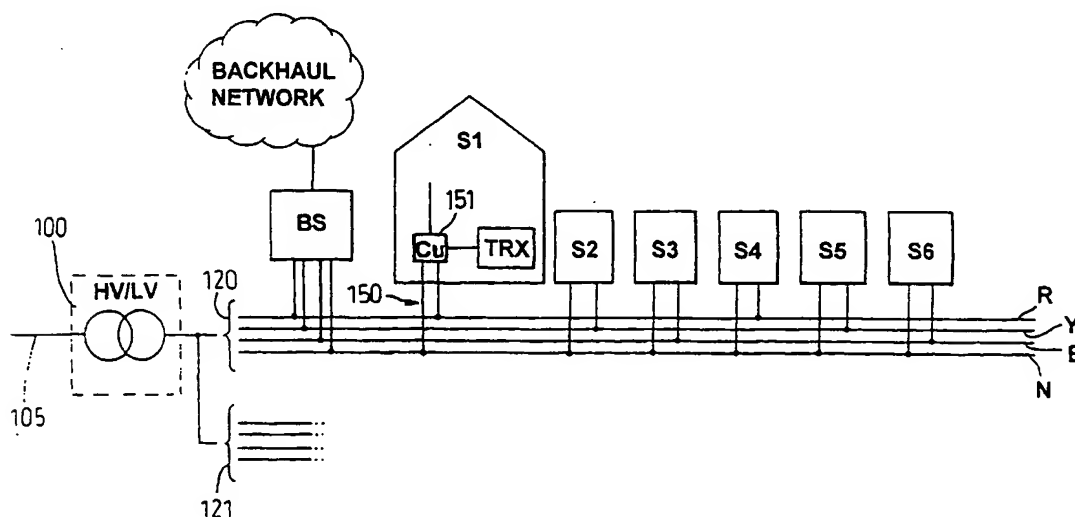 BACKHAUL
NETWORK
S1
151
BS
Cu
TRX
S2
S3
S4
S5
S6
100
HV/LV
120
150
R
Y
B
N
105
121